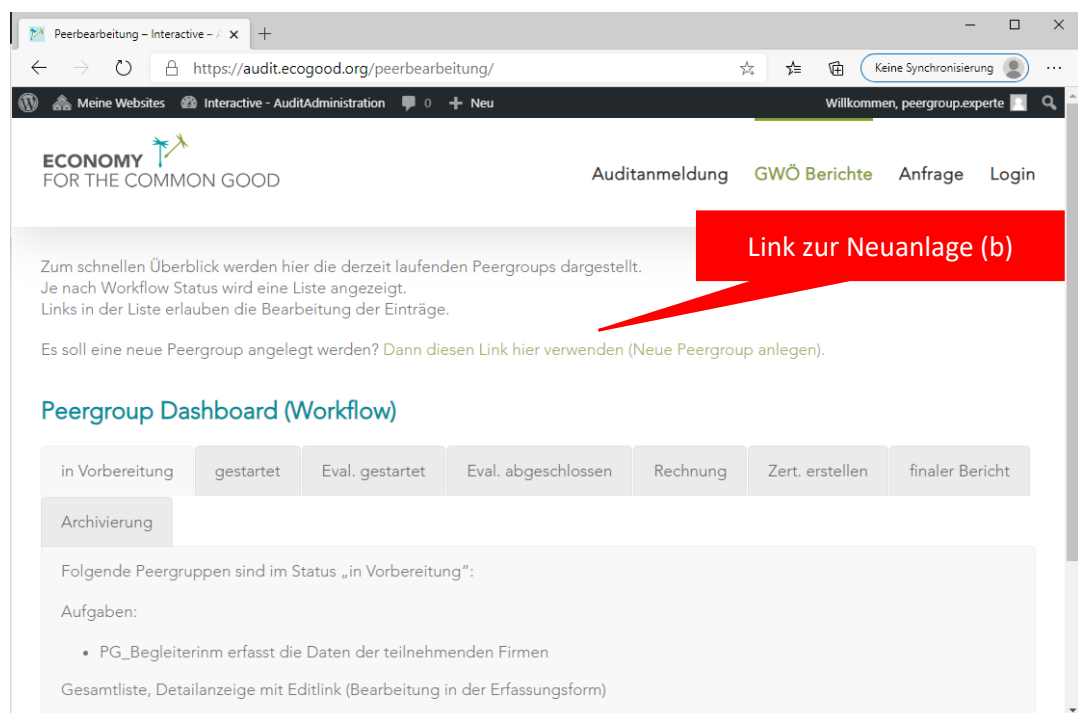 Peerbearbeitung – Interactive – A
https://audit.ecogood.org/peerbearbeitung/
Keine Synchronisierung
Meine Websites Interactive - AuditAdministration 0 Neu Willkommen, peergroup.experte
ECONOMY
FOR THE COMMON GOOD
Auditanmeldung GWÖ Berichte Anfrage Login
Link zur Neuanlage (b)
Zum schnellen Überblick werden hier die derzeit laufenden Peergroups dargestellt.
Je nach Workflow Status wird eine Liste angezeigt.
Links in der Liste erlauben die Bearbeitung der Einträge.
Es soll eine neue Peergroup angelegt werden? Dann diesen Link hier verwenden (Neue Peergroup anlegen).
Peergroup Dashboard (Workflow)
in Vorbereitung gestartet Eval. gestartet Eval. abgeschlossen Rechnung Zert. erstellen finaler Bericht
Archivierung
Folgende Peergruppen sind im Status „in Vorbereitung":
Aufgaben:
• PG_Begleiterinm erfasst die Daten der teilnehmenden Firmen
Gesamtliste, Detailanzeige mit Editlink (Bearbeitung in der Erfassungsform)